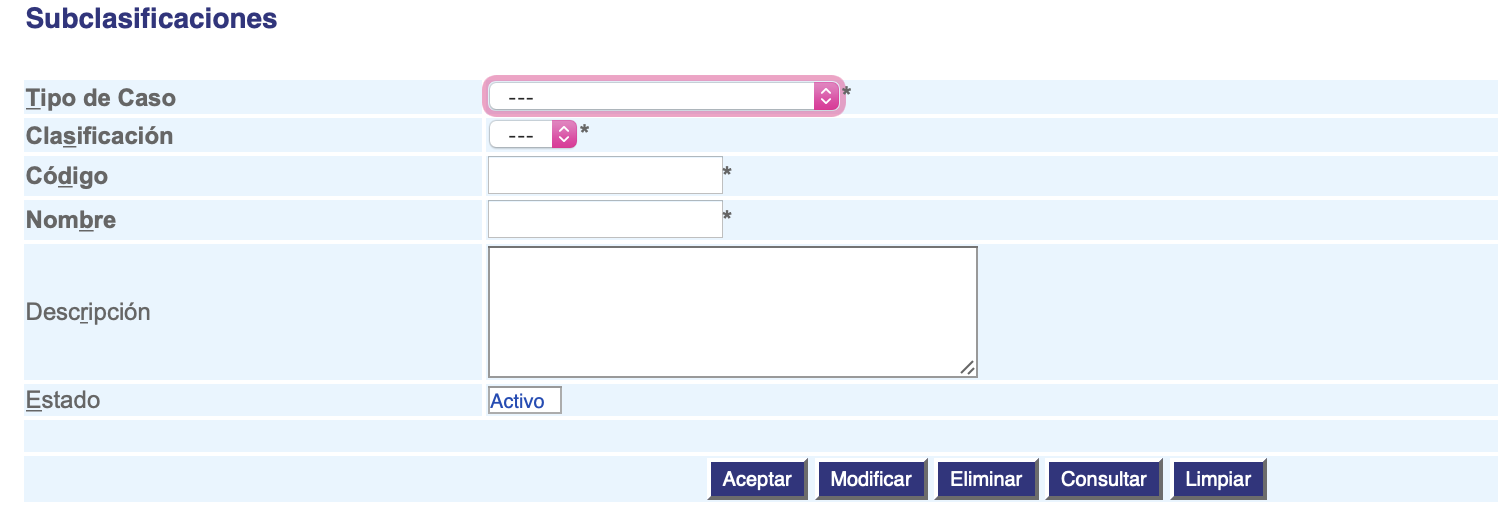 Subclasificaciones
Tipo de Caso --- *
Clasificación --- *
Código *
Nombre *
Descripción
Estado Activo
Aceptar Modificar Eliminar Consultar Limpiar